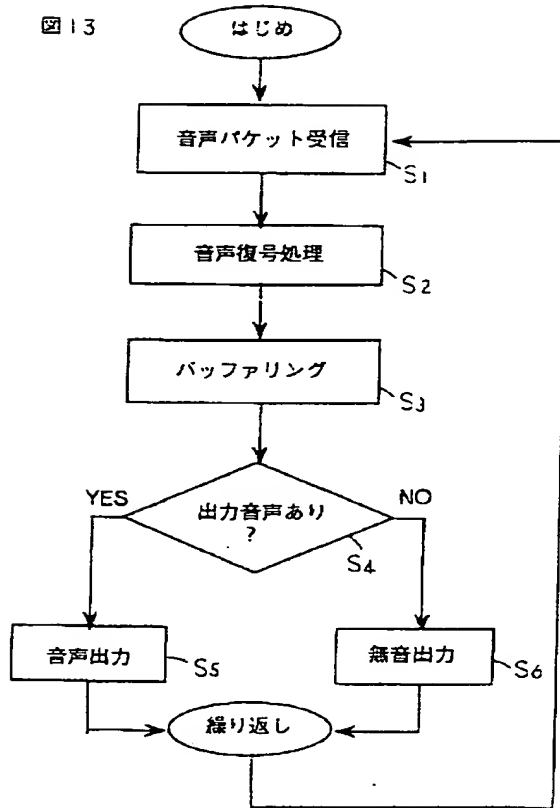 図13
はじめ
音声パケット受信
S1
音声復号処理
S2
バッファリング
S3
YES
出力音声あり
?
NO
S4
音声出力
S5
無音出力
S6
繰り返し